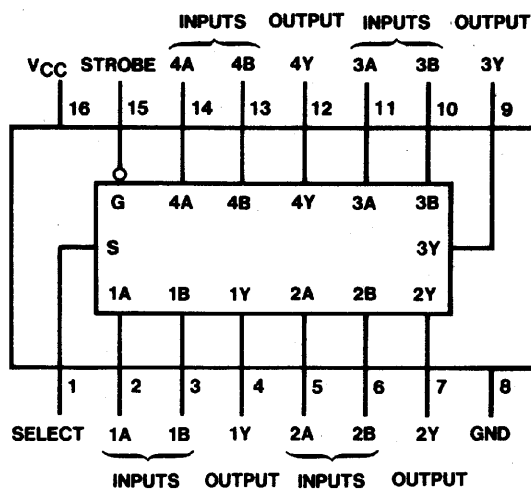 INPUTS OUTPUT INPUTS OUTPUT
VCC STROBE 4A 4B 4Y 3A 3B 3Y
16 15 14 13 12 11 10 9
G 4A 4B 4Y 3A 3B
S 3Y
1A 1B 1Y 2A 2B 2Y
1 2 3 4 5 6 7 8
SELECT 1A 1B 1Y 2A 2B 2Y GND
INPUTS OUTPUT INPUTS OUTPUT